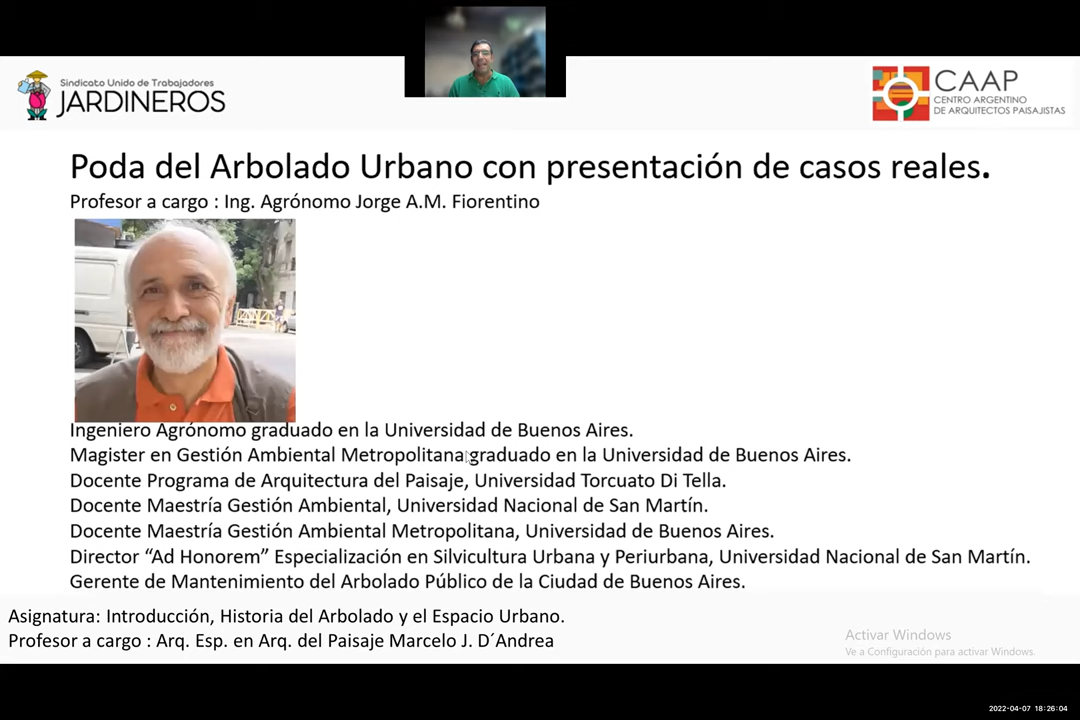 Sindicato Unido de Trabajadores
JARDINEROS
CAAP
CENTRO ARGENTINO
DE ARQUITECTOS PAISAJISTAS
Poda del Arbolado Urbano con presentación de casos reales.
Profesor a cargo : Ing. Agrónomo Jorge A.M. Fiorentino
Ingeniero Agrónomo graduado en la Universidad de Buenos Aires.
Magister en Gestión Ambiental Metropolitana graduado en la Universidad de Buenos Aires.
Docente Programa de Arquitectura del Paisaje, Universidad Torcuato Di Tella.
Docente Maestría Gestión Ambiental, Universidad Nacional de San Martín.
Docente Maestría Gestión Ambiental Metropolitana, Universidad de Buenos Aires.
Director “Ad Honorem” Especialización en Silvicultura Urbana y Periurbana, Universidad Nacional de San Martín.
Gerente de Mantenimiento del Arbolado Público de la Ciudad de Buenos Aires.
Asignatura: Introducción, Historia del Arbolado y el Espacio Urbano.
Profesor a cargo : Arq. Esp. en Arq. del Paisaje Marcelo J. D´Andrea
Activar Windows
Ve a Configuración para activar Windows.
2022-04-07 18:26:04